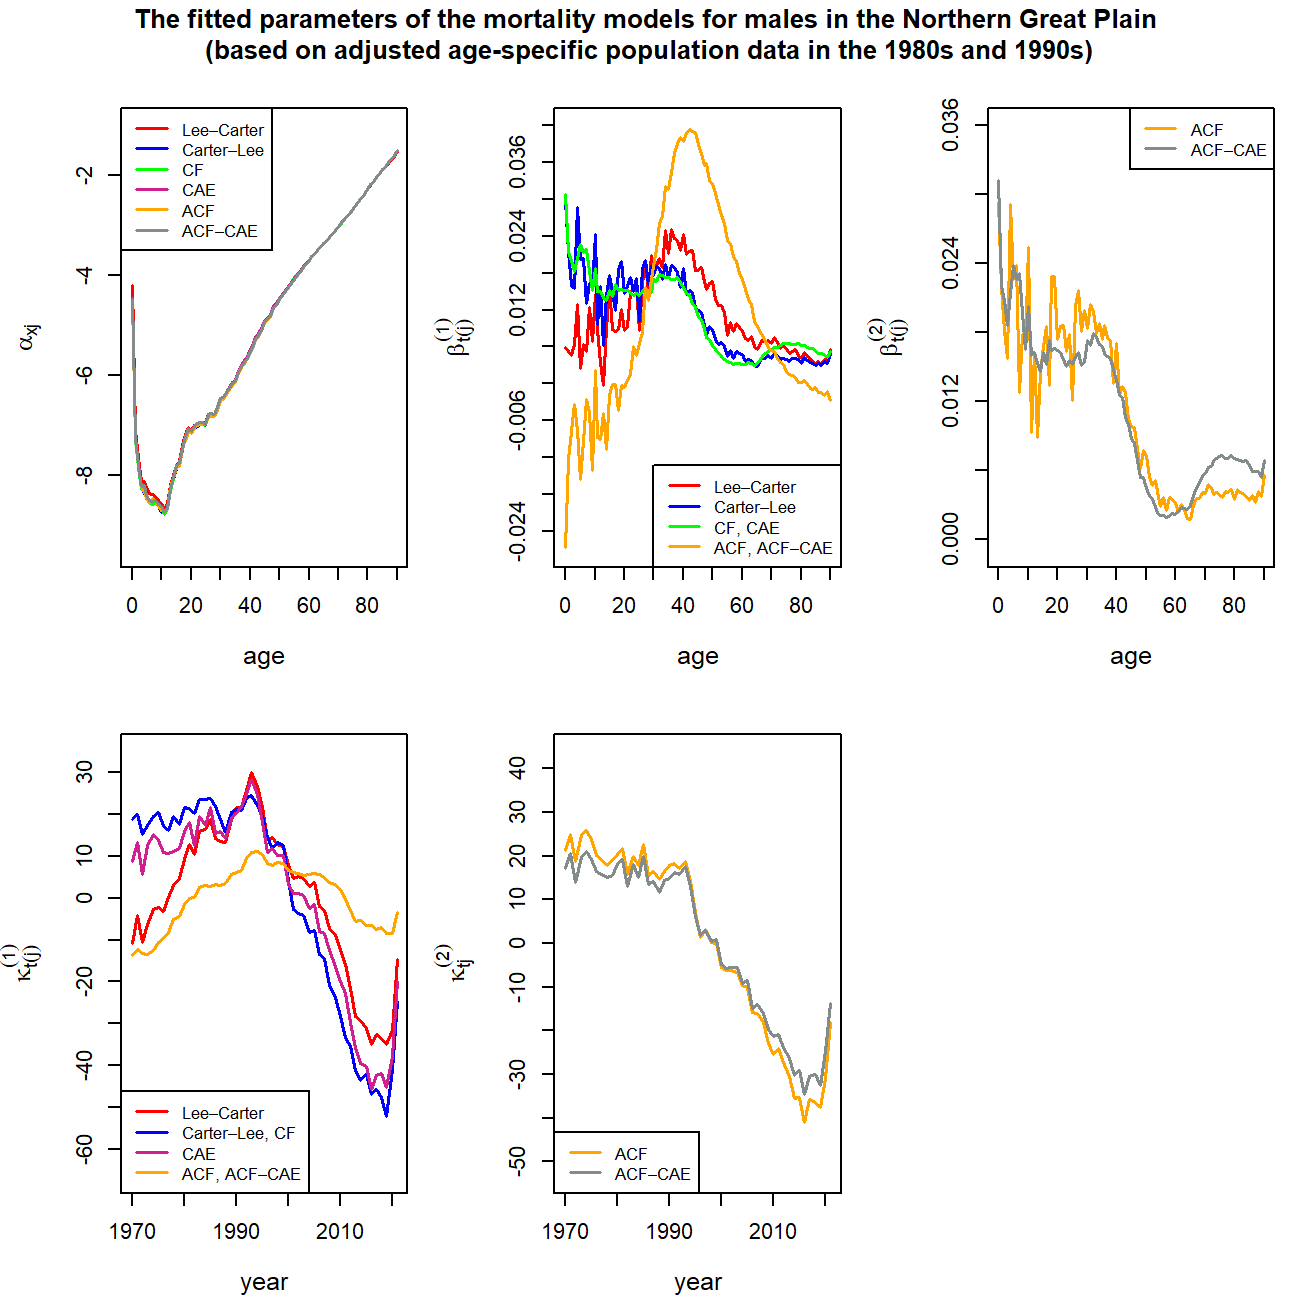 The fitted parameters of the mortality models for males in the Northern Great Plain
(based on adjusted age-specific population data in the 1980s and 1990s)
αxj
-2
-4
-6
-8
Lee–Carter
Carter–Lee
CF
CAE
ACF
ACF–CAE
0 20 40 60 80
age
βt(j)(1)
0.036
0.024
0.012
-0.006
-0.024
Lee–Carter
Carter–Lee
CF, CAE
ACF, ACF–CAE
0 20 40 60 80
age
βt(j)(2)
0.036
0.024
0.012
0.000
ACF
ACF–CAE
0 20 40 60 80
age
κt(j)(1)
30
10
0
-20
-40
-60
Lee–Carter
Carter–Lee, CF
CAE
ACF, ACF–CAE
1970 1990 2010
year
κtj(2)
40
30
20
10
0
-10
-30
-50
ACF
ACF–CAE
1970 1990 2010
year